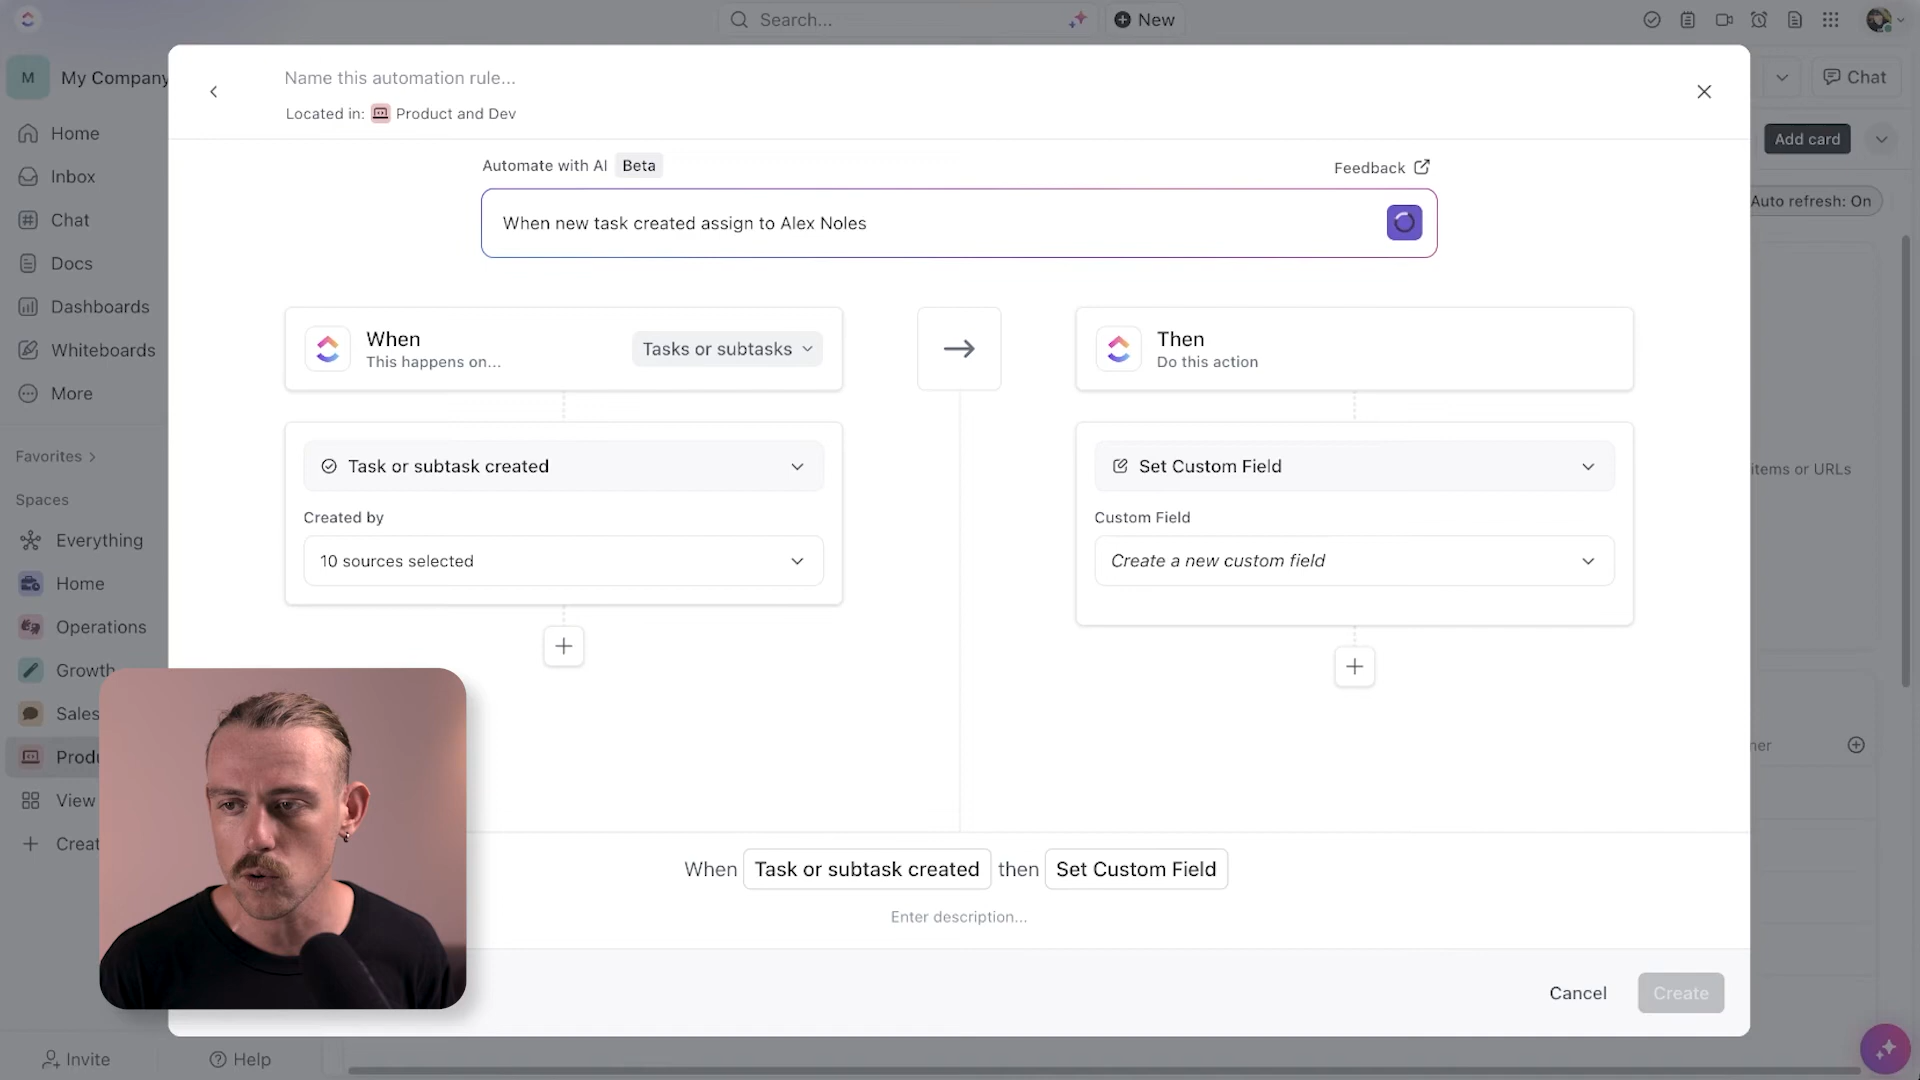 Search...
New
M
My Company
Name this automation rule...
Located in: Product and Dev
Chat
Home
Inbox
Chat
Docs
Dashboards
Whiteboards
More
Favorites
Spaces
Everything
Home
Operations
Growth
Sales
Produ
View
Creat
Invite
Help
Add card
Auto refresh: On
items or URLs
ner
Automate with AI Beta
Feedback
When new task created assign to Alex Noles
When
This happens on...
Tasks or subtasks
Task or subtask created
Created by
10 sources selected
Then
Do this action
Set Custom Field
Custom Field
Create a new custom field
When Task or subtask created then Set Custom Field
Enter description...
Cancel
Create